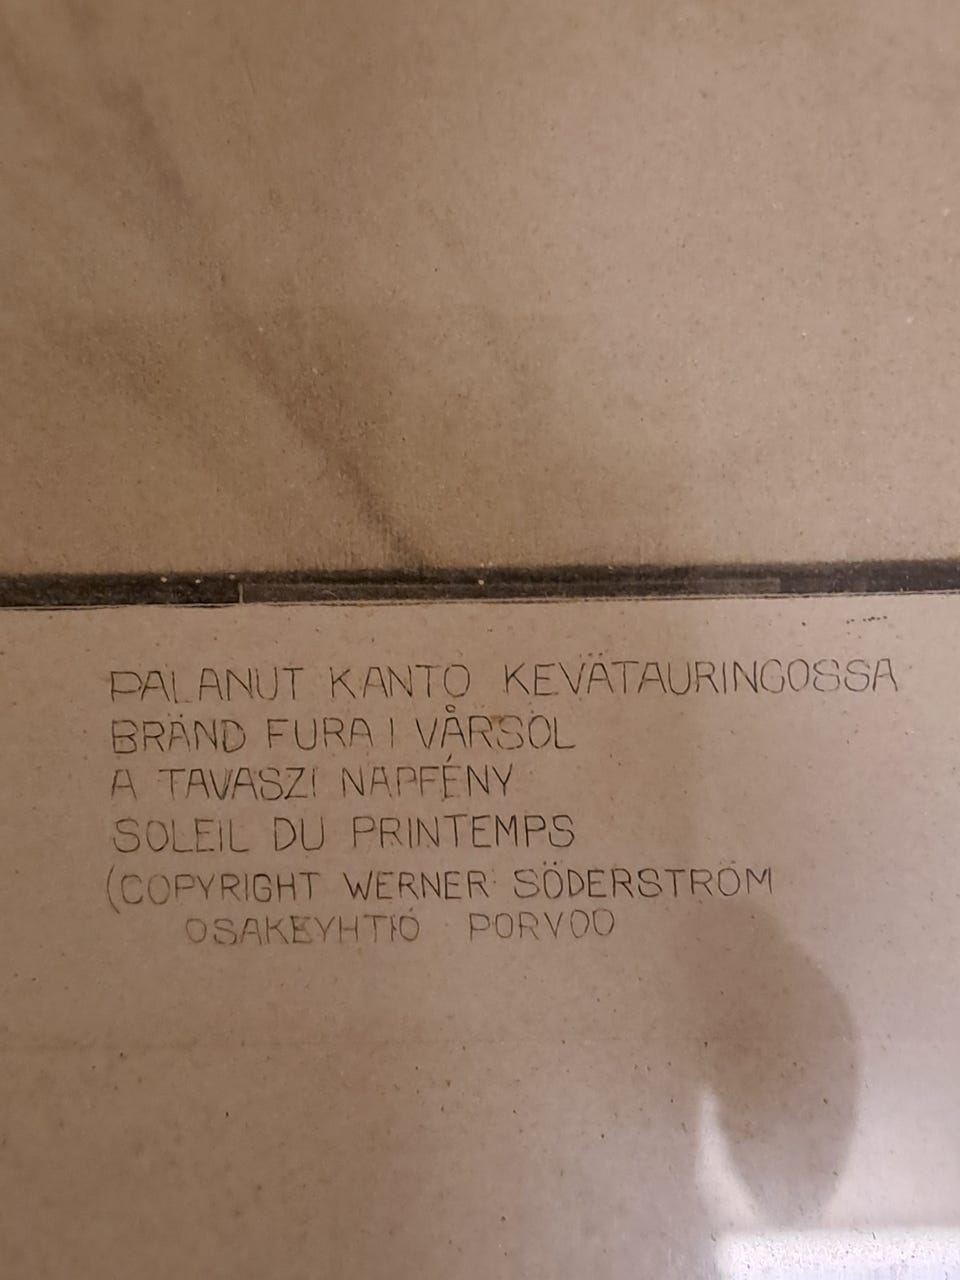 PALANUT KANTO KEVÄTAURINGOSSA
BRÄND FURA I VÅRSOL
A TAVASZI NAPFÉNY
SOLEIL DU PRINTEMPS
(COPYRIGHT WERNER SÖDERSTRÖM
OSAKEYHTIÖ PORVOO